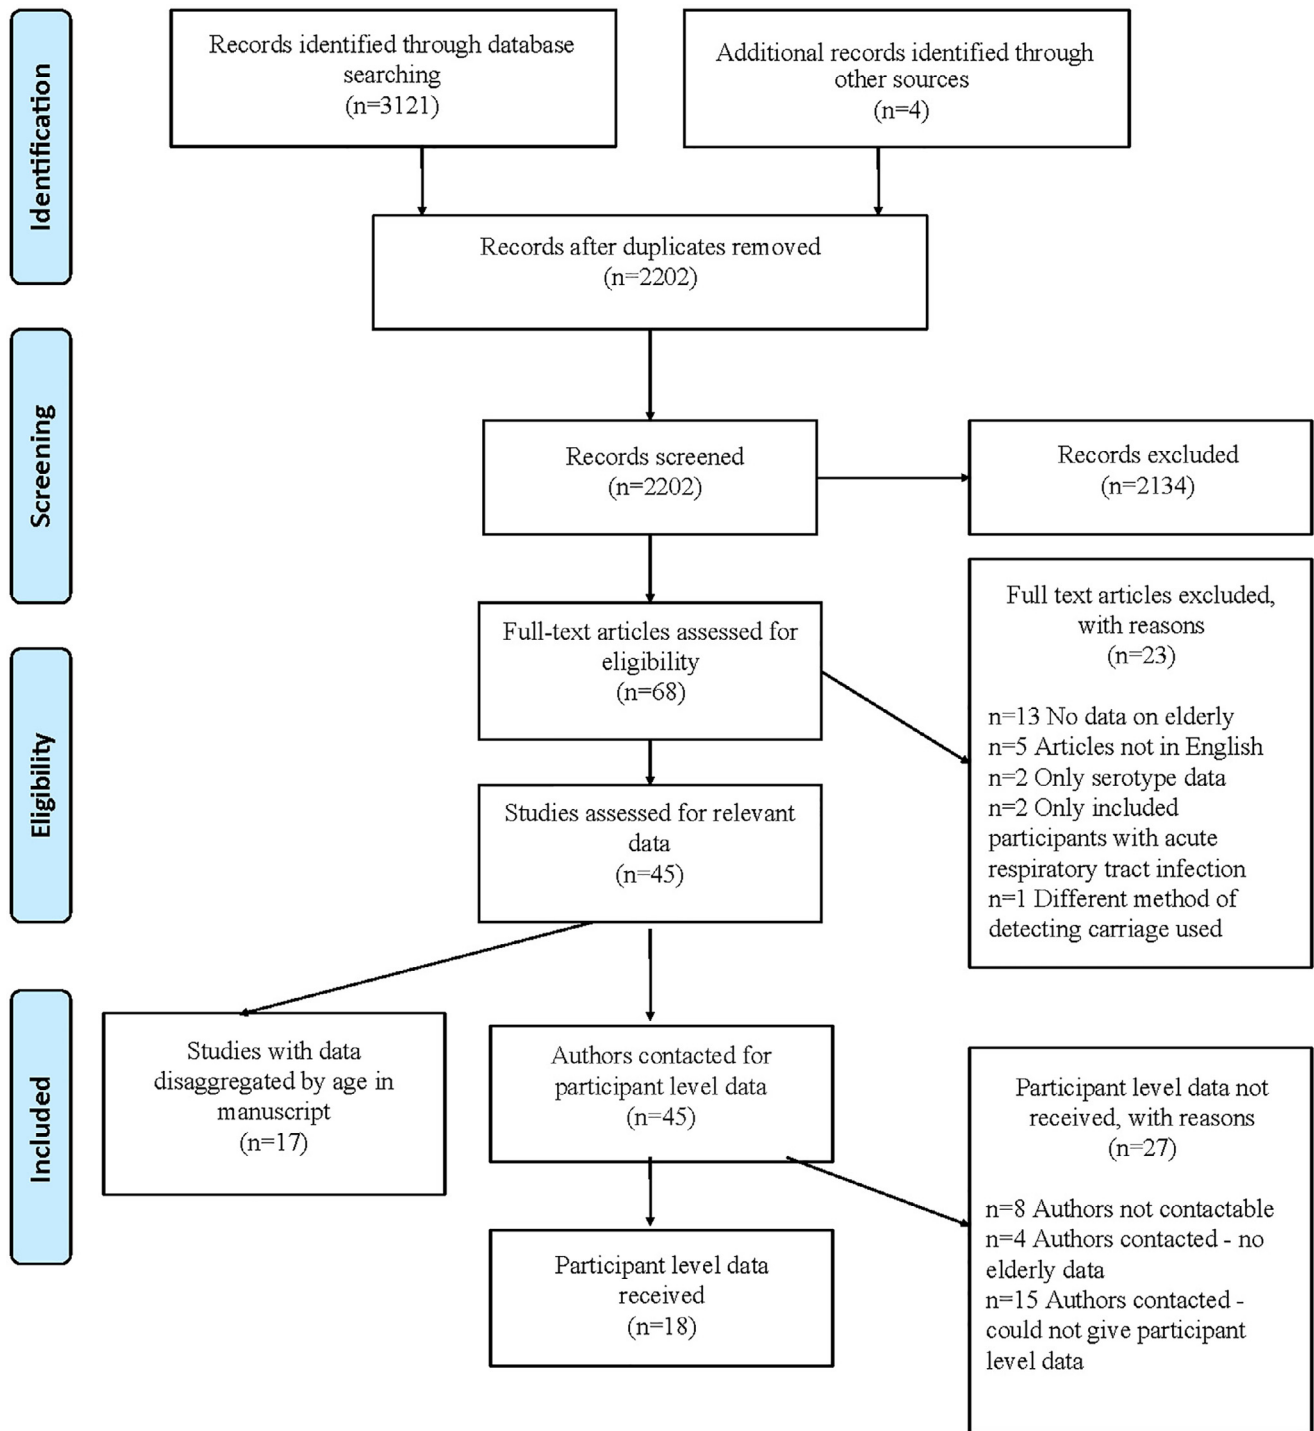 Identification
Records identified through database
searching
(n=3121)
Additional records identified through
other sources
(n=4)
Records after duplicates removed
(n=2202)
Screening
Records screened
(n=2202)
Records excluded
(n=2134)
Eligibility
Full-text articles assessed for
eligibility
(n=68)
Full text articles excluded,
with reasons
(n=23)
n=13 No data on elderly
n=5 Articles not in English
n=2 Only serotype data
n=2 Only included
participants with acute
respiratory tract infection
n=1 Different method of
detecting carriage used
Studies assessed for relevant
data
(n=45)
Included
Studies with data
disaggregated by age in
manuscript
(n=17)
Authors contacted for
participant level data
(n=45)
Participant level data not
received, with reasons
(n=27)
n=8 Authors not contactable
n=4 Authors contacted - no
elderly data
n=15 Authors contacted -
could not give participant
level data
Participant level data
received
(n=18)